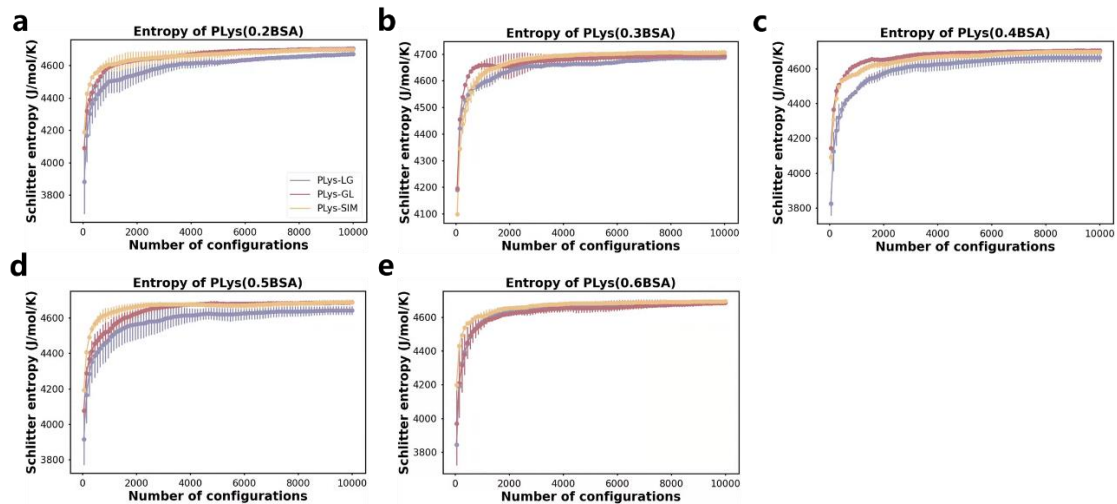 a
Entropy of PLys(0.2BSA)
Schlitter entropy (J/mol/K)
4600
4400
4200
4000
3800
PLys-LG
PLys-GL
PLys-SIM
0 2000 4000 6000 8000 10000
Number of configurations
b
Entropy of PLys(0.3BSA)
Schlitter entropy (J/mol/K)
4700
4600
4500
4400
4300
4200
4100
0 2000 4000 6000 8000 10000
Number of configurations
c
Entropy of PLys(0.4BSA)
Schlitter entropy (J/mol/K)
4600
4400
4200
4000
3800
0 2000 4000 6000 8000 10000
Number of configurations
d
Entropy of PLys(0.5BSA)
Schlitter entropy (J/mol/K)
4600
4400
4200
4000
3800
0 2000 4000 6000 8000 10000
Number of configurations
e
Entropy of PLys(0.6BSA)
Schlitter entropy (J/mol/K)
4600
4400
4200
4000
3800
0 2000 4000 6000 8000 10000
Number of configurations